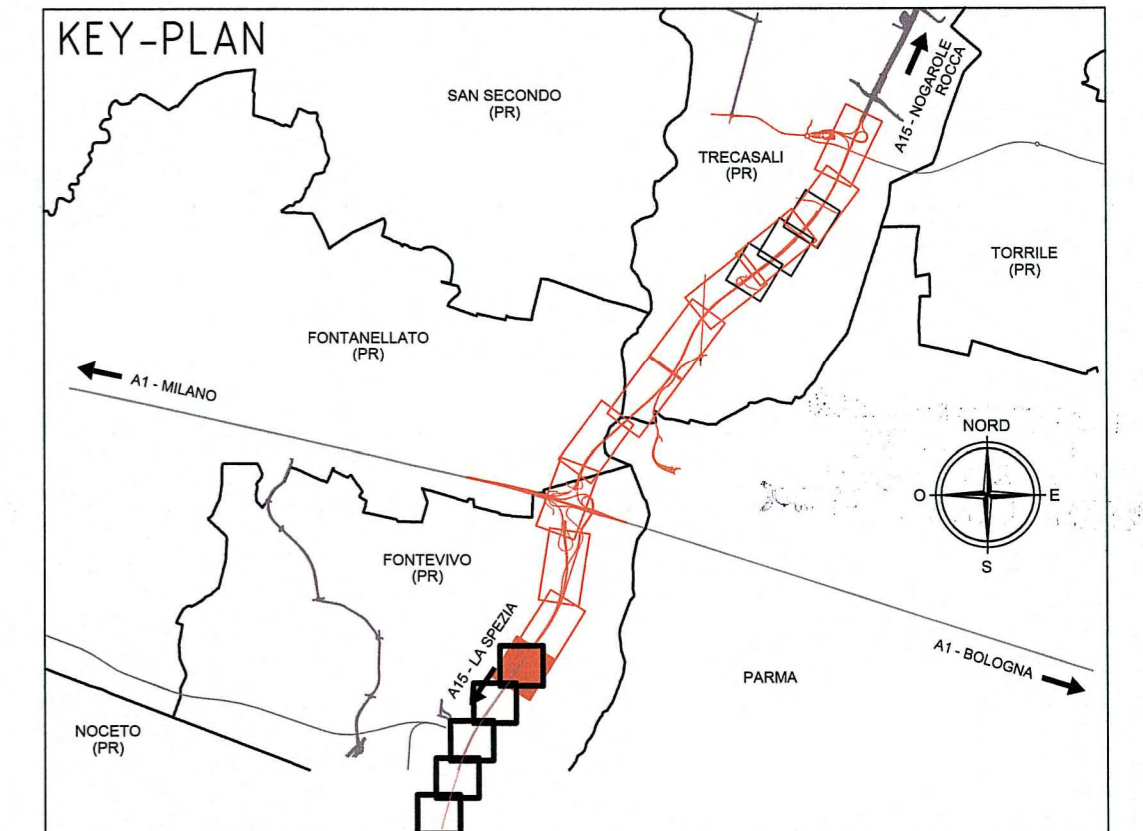 KEY-PLAN
SAN SECONDO
(PR)
A15 - NOGAROLE
ROCCA
TRECASALI
(PR)
TORRILE
(PR)
FONTANELLATO
(PR)
A1 - MILANO
NORD
O
E
S
FONTEVIVO
(PR)
A15 - LA SPEZIA
A1 - BOLOGNA
PARMA
NOCETO
(PR)